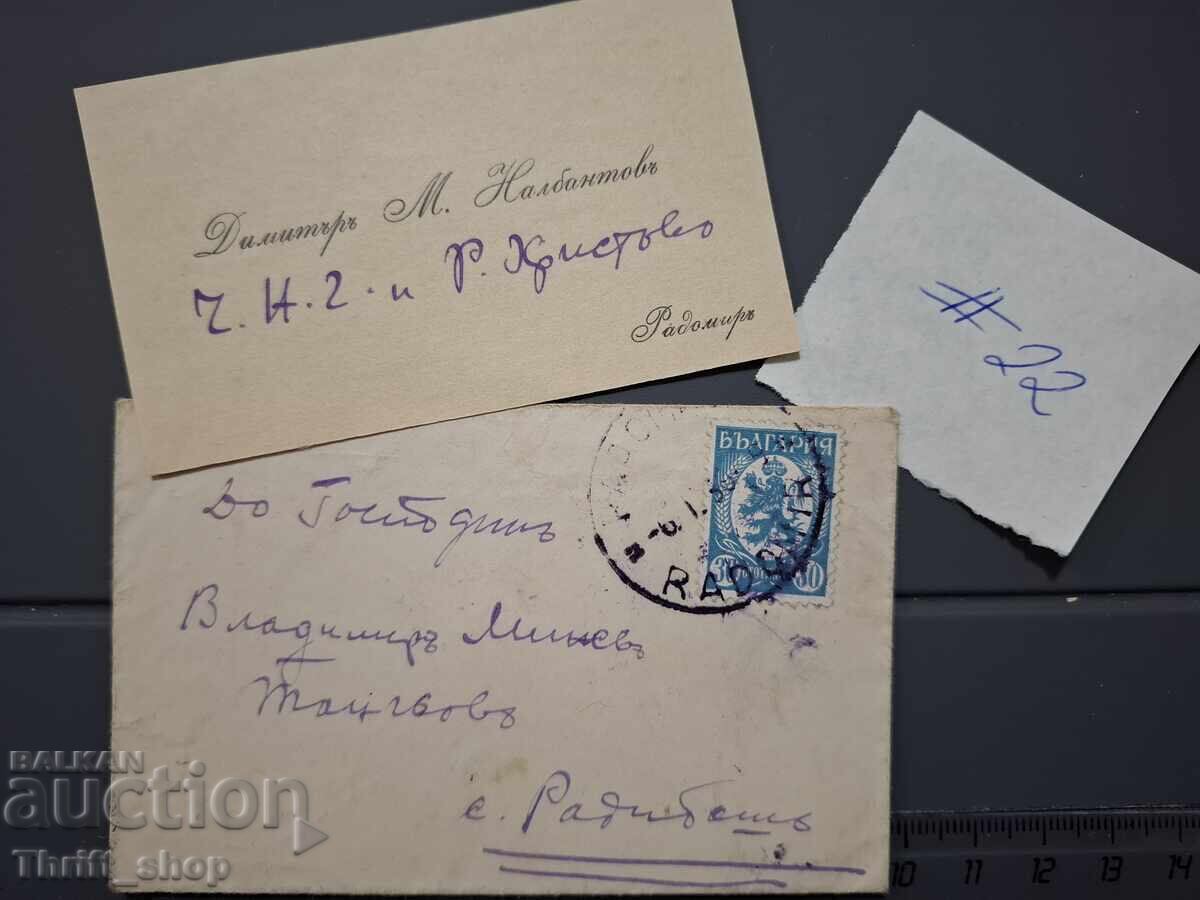 Димитъръ М. Налбантовъ
Ч. Н. Г. и Р. Христово
Радомиръ
#22
БЪЛГАРИЯ
30 30
RADOMIR
До Господинъ
Владимиръ Миневъ
с. Радибошъ
BALKAN
auction
Thrift_shop
10 11 12 13 14